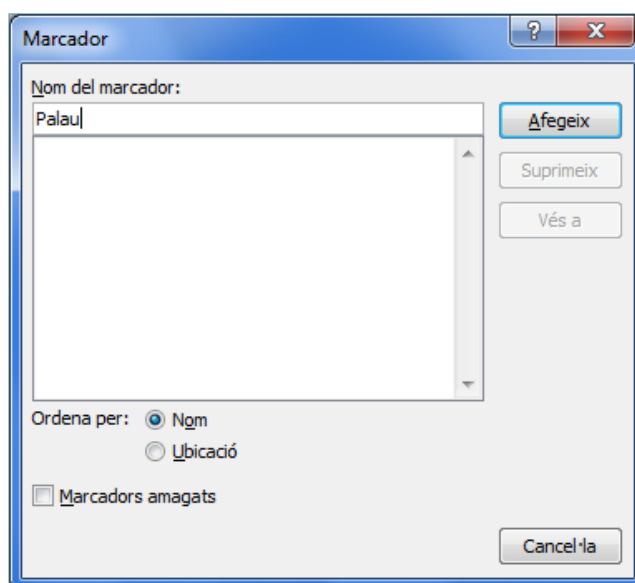 Marcador
Nom del marcador:
Palau
Afegeix
Suprimeix
Vés a
Ordena per:
Nom
Ubicació
Marcadors amagats
Cancel·la